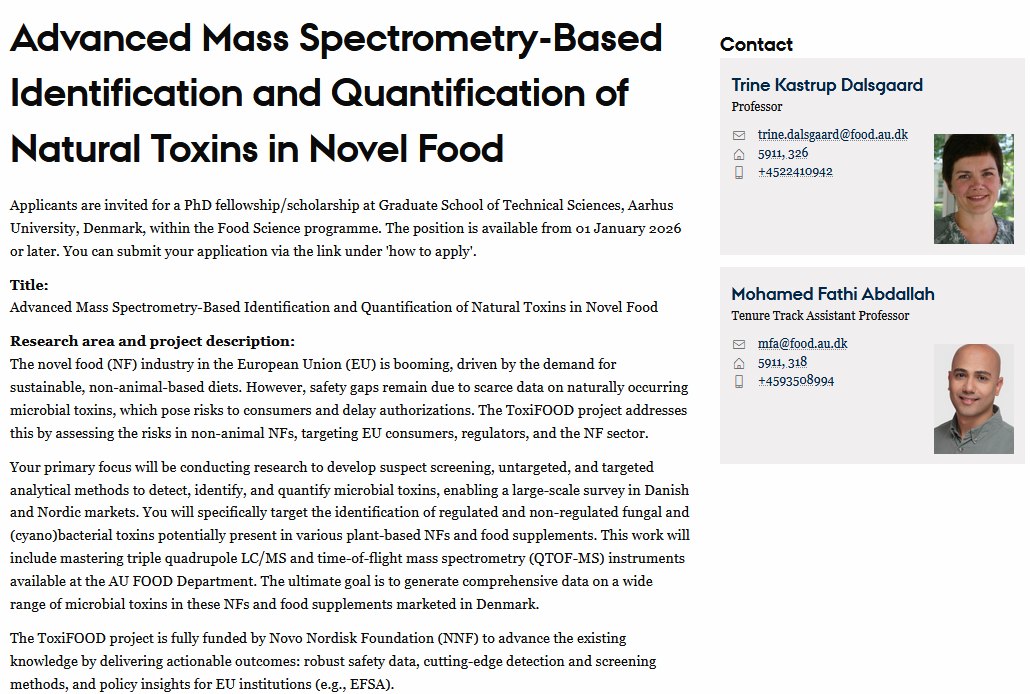 Advanced Mass Spectrometry-Based
Identification and Quantification of
Natural Toxins in Novel Food
Applicants are invited for a PhD fellowship/scholarship at Graduate School of Technical Sciences, Aarhus
University, Denmark, within the Food Science programme. The position is available from 01 January 2026
or later. You can submit your application via the link under 'how to apply'.
Title:
Advanced Mass Spectrometry-Based Identification and Quantification of Natural Toxins in Novel Food
Research area and project description:
The novel food (NF) industry in the European Union (EU) is booming, driven by the demand for
sustainable, non-animal-based diets. However, safety gaps remain due to scarce data on naturally occurring
microbial toxins, which pose risks to consumers and delay authorizations. The ToxiFOOD project addresses
this by assessing the risks in non-animal NFs, targeting EU consumers, regulators, and the NF sector.
Your primary focus will be conducting research to develop suspect screening, untargeted, and targeted
analytical methods to detect, identify, and quantify microbial toxins, enabling a large-scale survey in Danish
and Nordic markets. You will specifically target the identification of regulated and non-regulated fungal and
(cyano)bacterial toxins potentially present in various plant-based NFs and food supplements. This work will
include mastering triple quadrupole LC/MS and time-of-flight mass spectrometry (QTOF-MS) instruments
available at the AU FOOD Department. The ultimate goal is to generate comprehensive data on a wide
range of microbial toxins in these NFs and food supplements marketed in Denmark.
The ToxiFOOD project is fully funded by Novo Nordisk Foundation (NNF) to advance the existing
knowledge by delivering actionable outcomes: robust safety data, cutting-edge detection and screening
methods, and policy insights for EU institutions (e.g., EFSA).
Contact
Trine Kastrup Dalsgaard
Professor
trine.dalsgaard@food.au.dk
5911, 326
+4522410942
Mohamed Fathi Abdallah
Tenure Track Assistant Professor
mfa@food.au.dk
5911, 318
+4593508994